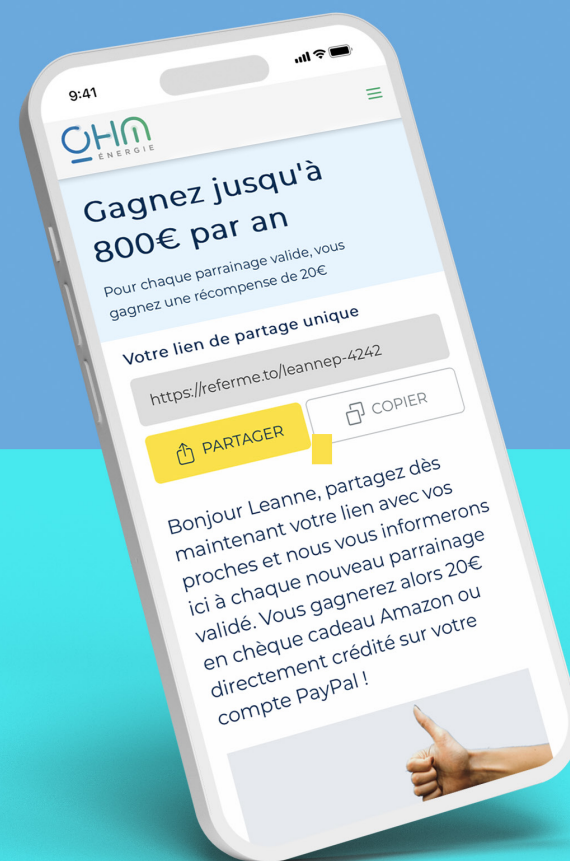 9:41
OHM
ÉNERGIE
Gagnez jusqu'à
800€ par an
Pour chaque parrainage valide, vous
gagnez une récompense de 20€
Votre lien de partage unique
https://referme.to/leannep-4242
PARTAGER
COPIER
Bonjour Leanne, partagez dès
maintenant votre lien avec vos
proches et nous vous informerons
ici à chaque nouveau parrainage
validé. Vous gagnerez alors 20€
en chèque cadeau Amazon ou
directement crédité sur votre
compte PayPal !